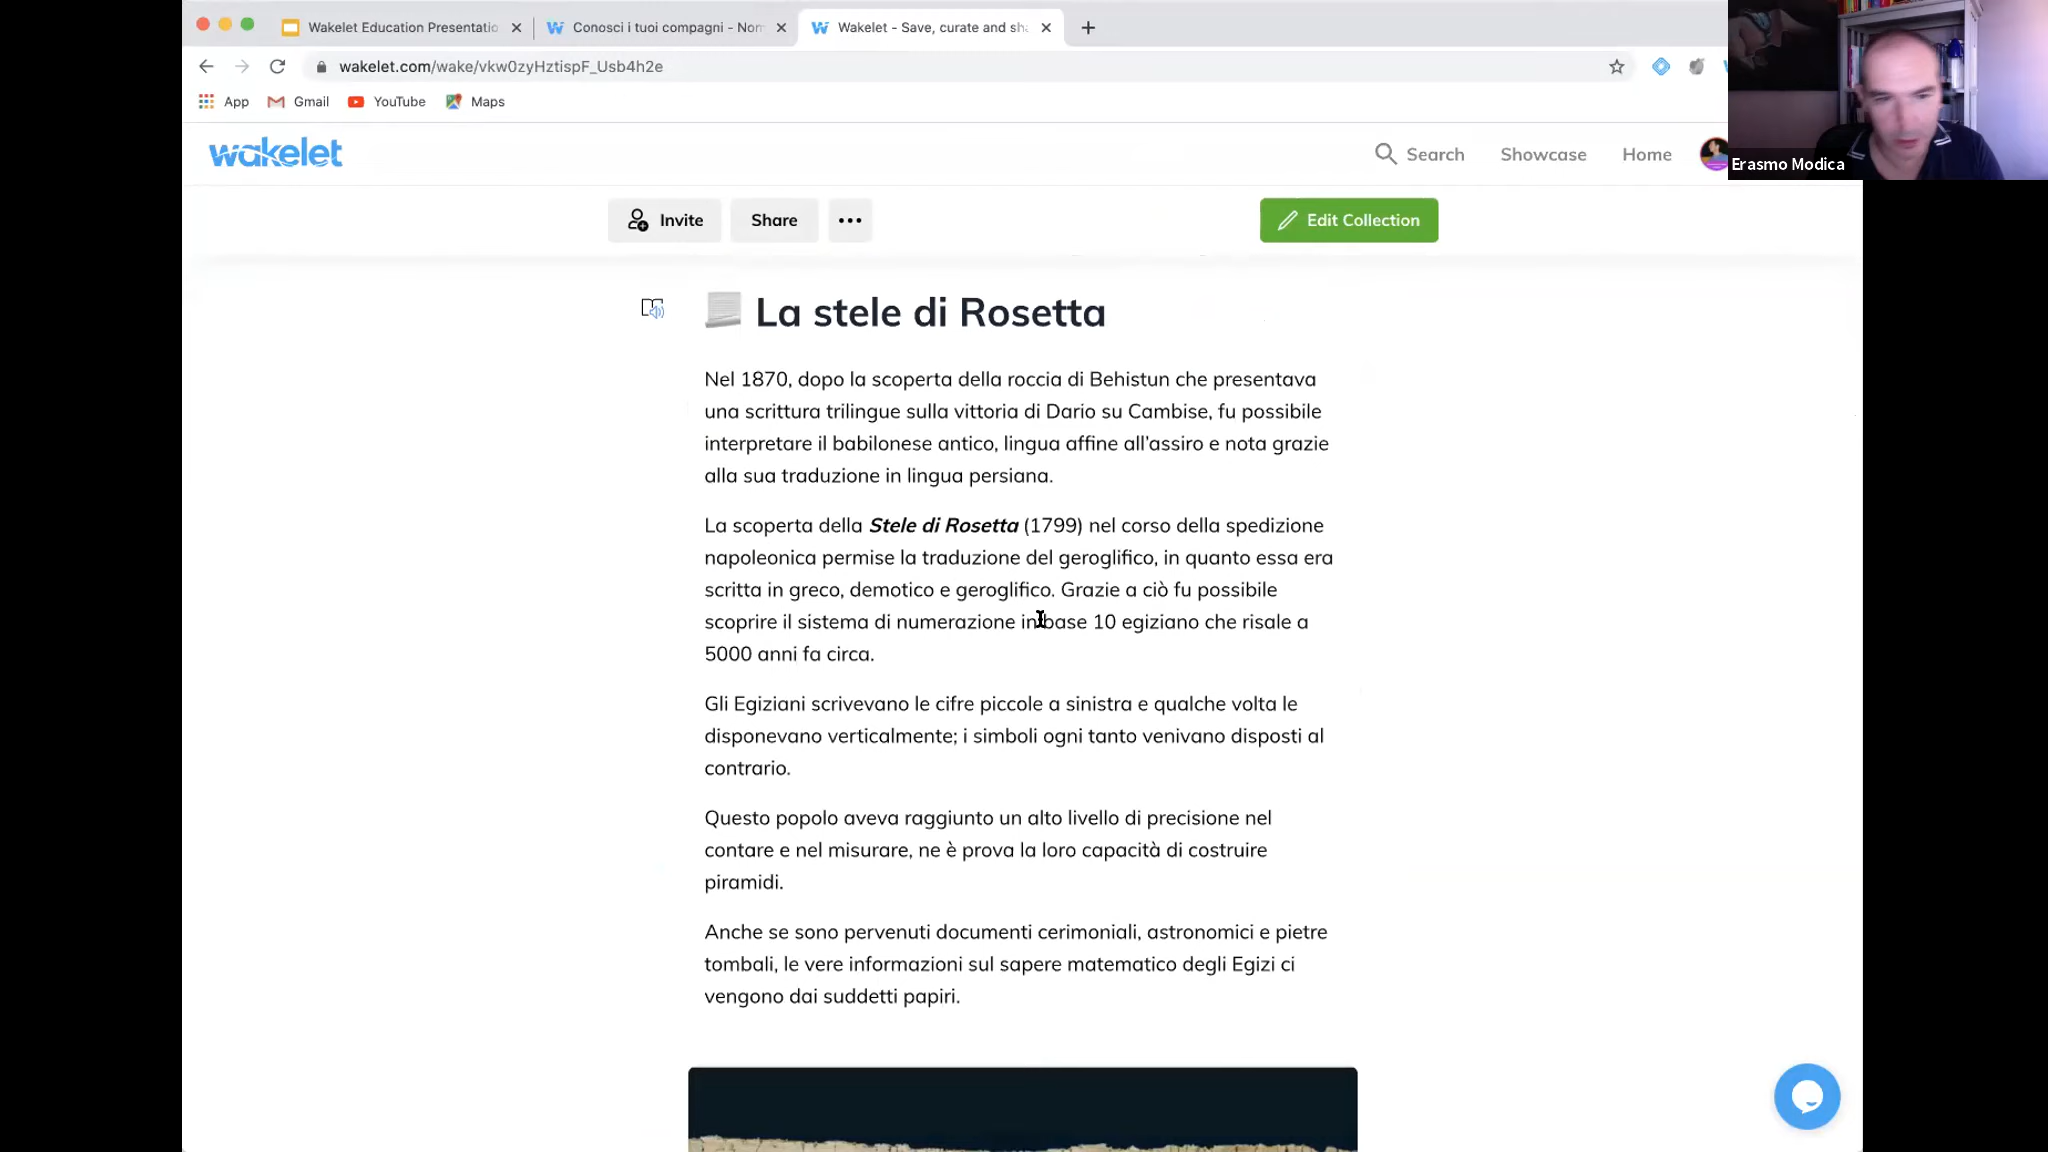 Wakelet Education Presentatio
Conosci i tuoi compagni - Nom
Wakelet - Save, curate and sha
wakelet.com/wake/vkw0zyHztispF_Usb4h2e
App
Gmail
YouTube
Maps
wakelet
Search
Showcase
Home
Erasmo Modica
Invite
Share
Edit Collection
La stele di Rosetta
Nel 1870, dopo la scoperta della roccia di Behistun che presentava
una scrittura trilingue sulla vittoria di Dario su Cambise, fu possibile
interpretare il babilonese antico, lingua affine all'assiro e nota grazie
alla sua traduzione in lingua persiana.
La scoperta della Stele di Rosetta (1799) nel corso della spedizione
napoleonica permise la traduzione del geroglifico, in quanto essa era
scritta in greco, demotico e geroglifico. Grazie a ciò fu possibile
scoprire il sistema di numerazione in base 10 egiziano che risale a
5000 anni fa circa.
Gli Egiziani scrivevano le cifre piccole a sinistra e qualche volta le
disponevano verticalmente; i simboli ogni tanto venivano disposti al
contrario.
Questo popolo aveva raggiunto un alto livello di precisione nel
contare e nel misurare, ne è prova la loro capacità di costruire
piramidi.
Anche se sono pervenuti documenti cerimoniali, astronomici e pietre
tombali, le vere informazioni sul sapere matematico degli Egizi ci
vengono dai suddetti papiri.